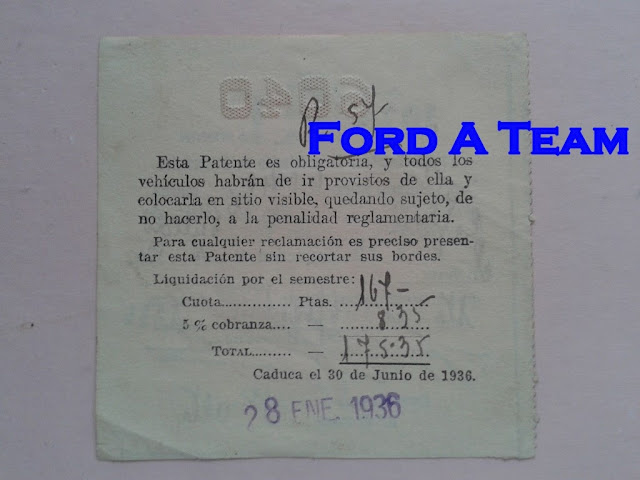 R 57
FORD A TEAM
Esta Patente es obligatoria, y todos los
vehículos habrán de ir provistos de ella y
colocarla en sitio visible, quedando sujeto, de
no hacerlo, a la penalidad reglamentaria.
Para cualquier reclamación es preciso presen-
tar esta Patente sin recortar sus bordes.
Liquidación por el semestre:
Cuota.............. Ptas. 167-
5 % cobranza.... — 8.35
TOTAL......... — 175.35
Caduca el 30 de Junio de 1936.
28 ENE. 1936